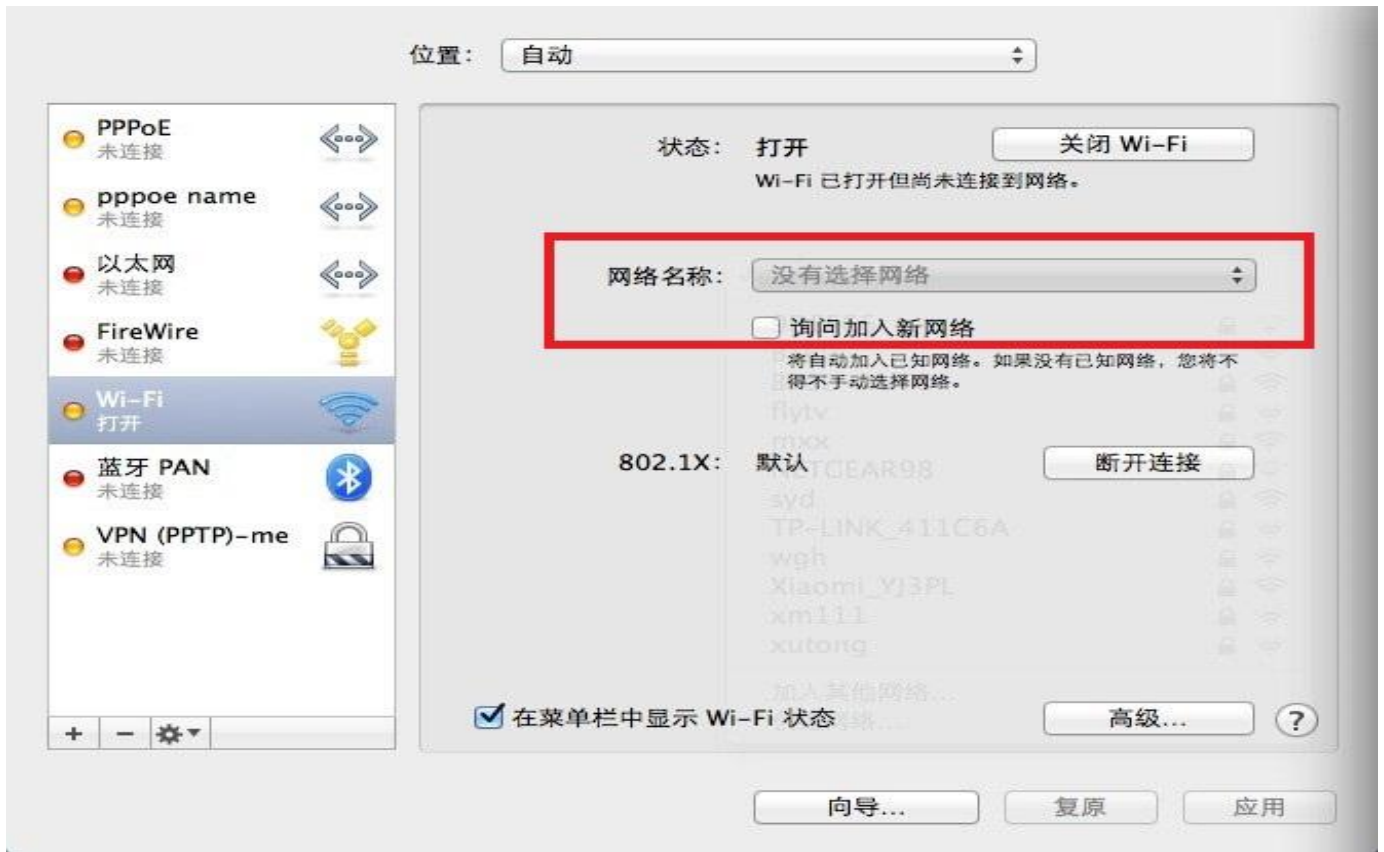 位置: 自动
PPPoE
未连接
pppoe name
未连接
以太网
未连接
FireWire
未连接
Wi-Fi
打开
蓝牙 PAN
未连接
VPN (PPTP)-me
未连接
+ −
状态: 打开 关闭 Wi-Fi
Wi-Fi 已打开但尚未连接到网络。
网络名称: 没有选择网络
询问加入新网络
将自动加入已知网络。如果没有已知网络，您将不
得不手动选择网络。
flytv
mxx
802.1X: 默认 断开连接
NETGEAR98
syd
TP-LINK_411C6A
wgh
Xiaomi_YJ3PL
xm111
xutong
加入其他网络...
在菜单栏中显示 Wi-Fi 状态 高级... ?
向导... 复原 应用